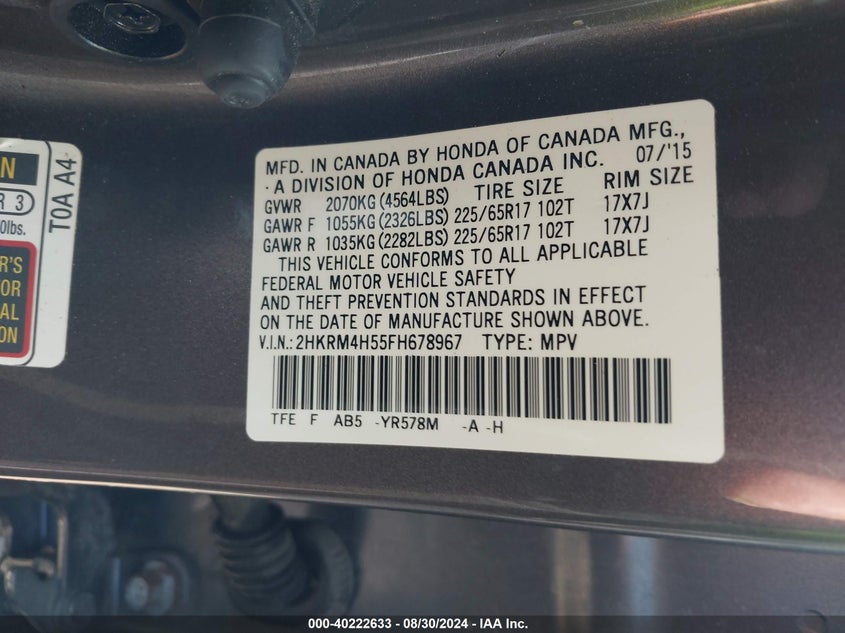 MFD. IN CANADA BY HONDA OF CANADA MFG.,
· A DIVISION OF HONDA CANADA INC. 07/'15
GVWR 2070KG (4564LBS) TIRE SIZE RIM SIZE
GAWR F 1055KG (2326LBS) 225/65R17 102T 17X7J
GAWR R 1035KG (2282LBS) 225/65R17 102T 17X7J
THIS VEHICLE CONFORMS TO ALL APPLICABLE
FEDERAL MOTOR VEHICLE SAFETY
AND THEFT PREVENTION STANDARDS IN EFFECT
ON THE DATE OF MANUFACTURE SHOWN ABOVE.
V.I.N.: 2HKRM4H55FH678967 TYPE: MPV
TFE F AB5 -YR578M -A -H
T0A A4
000-40222633 - 08/30/2024 - IAA Inc.